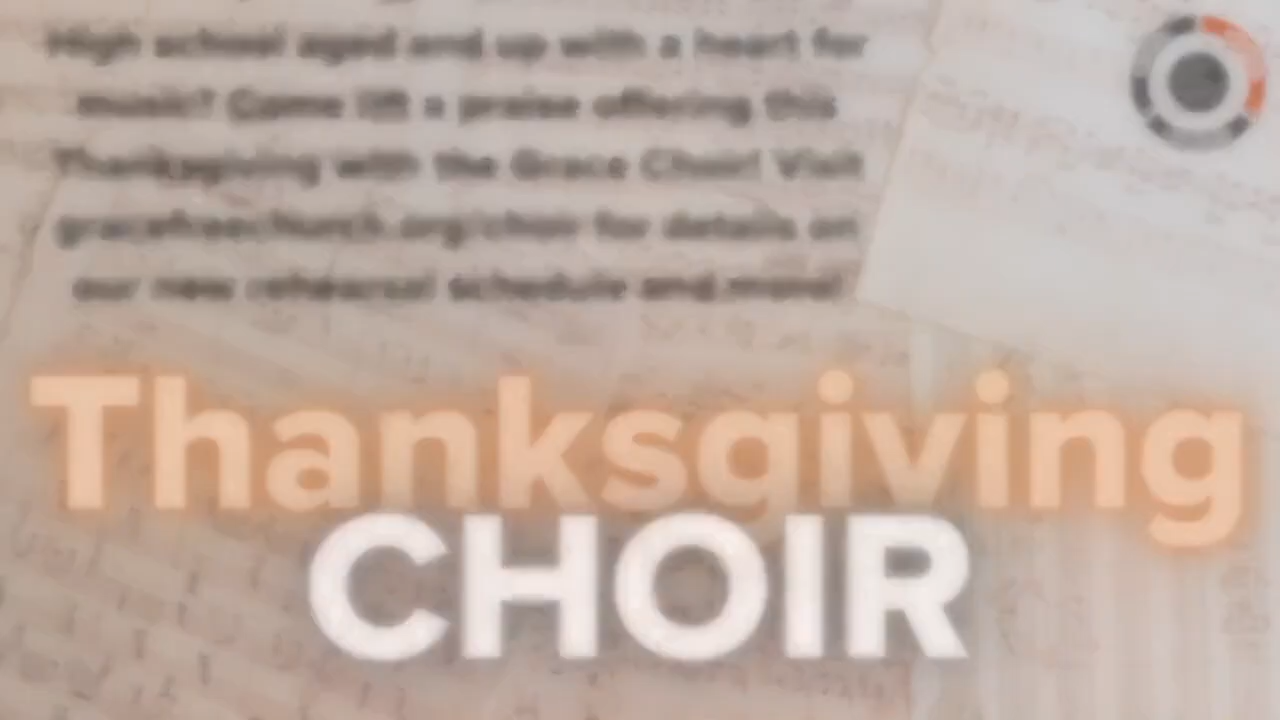 High school aged and up with a heart for
music? Come lift a praise offering this
Thanksgiving with the Grace Choir! Visit
gracefreechurch.org/choir for details on
our new rehearsal schedule and more!
Thanksgiving
CHOIR